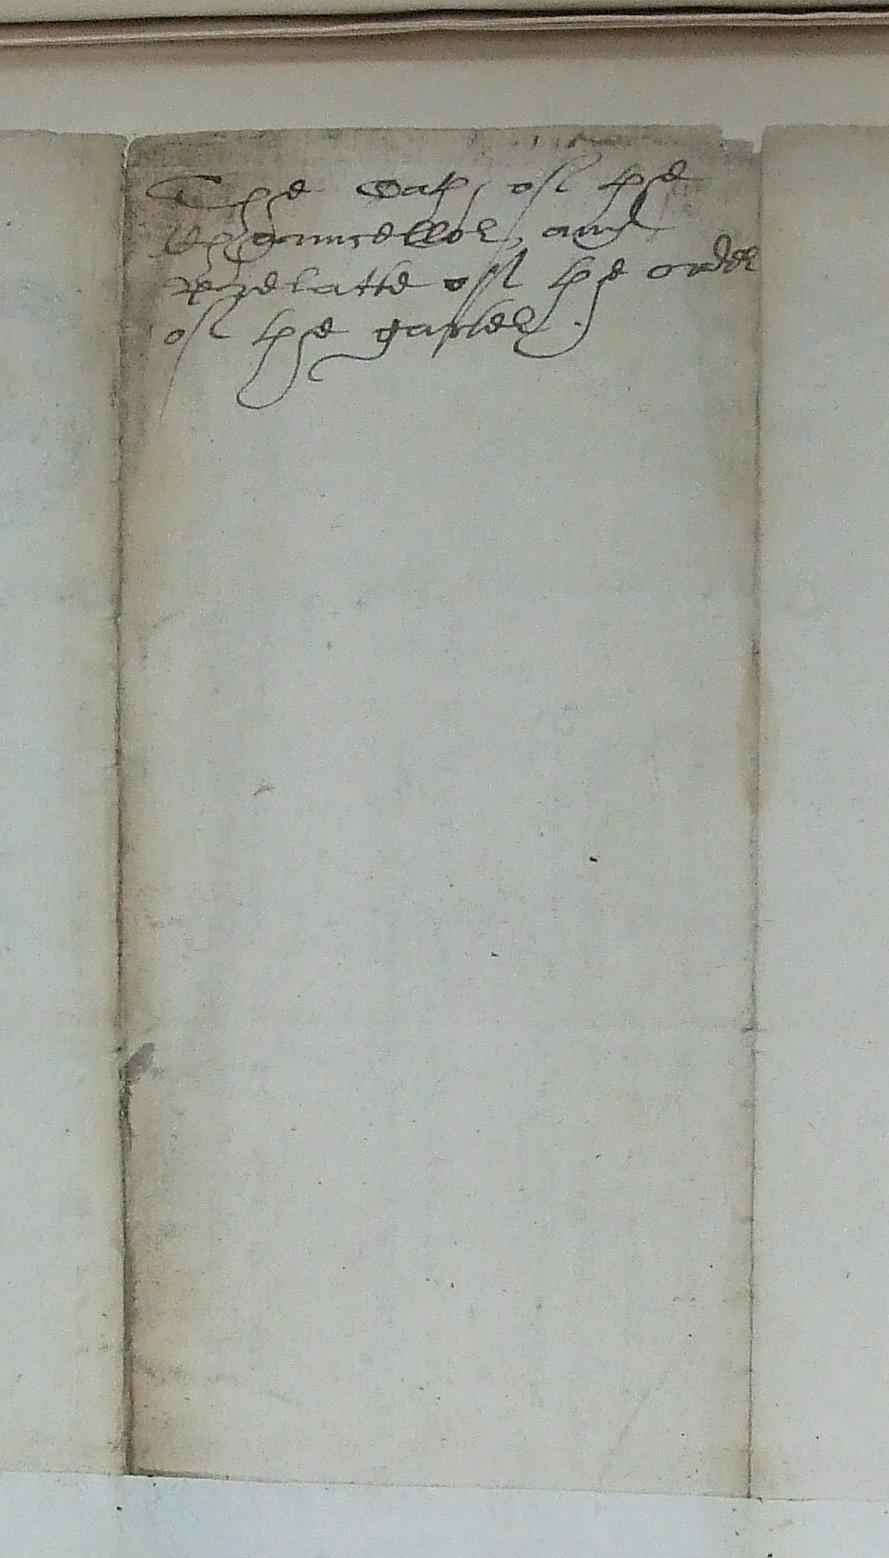 The Oath of the
Chauncellor, and
Prelatte of the order
of the garter.